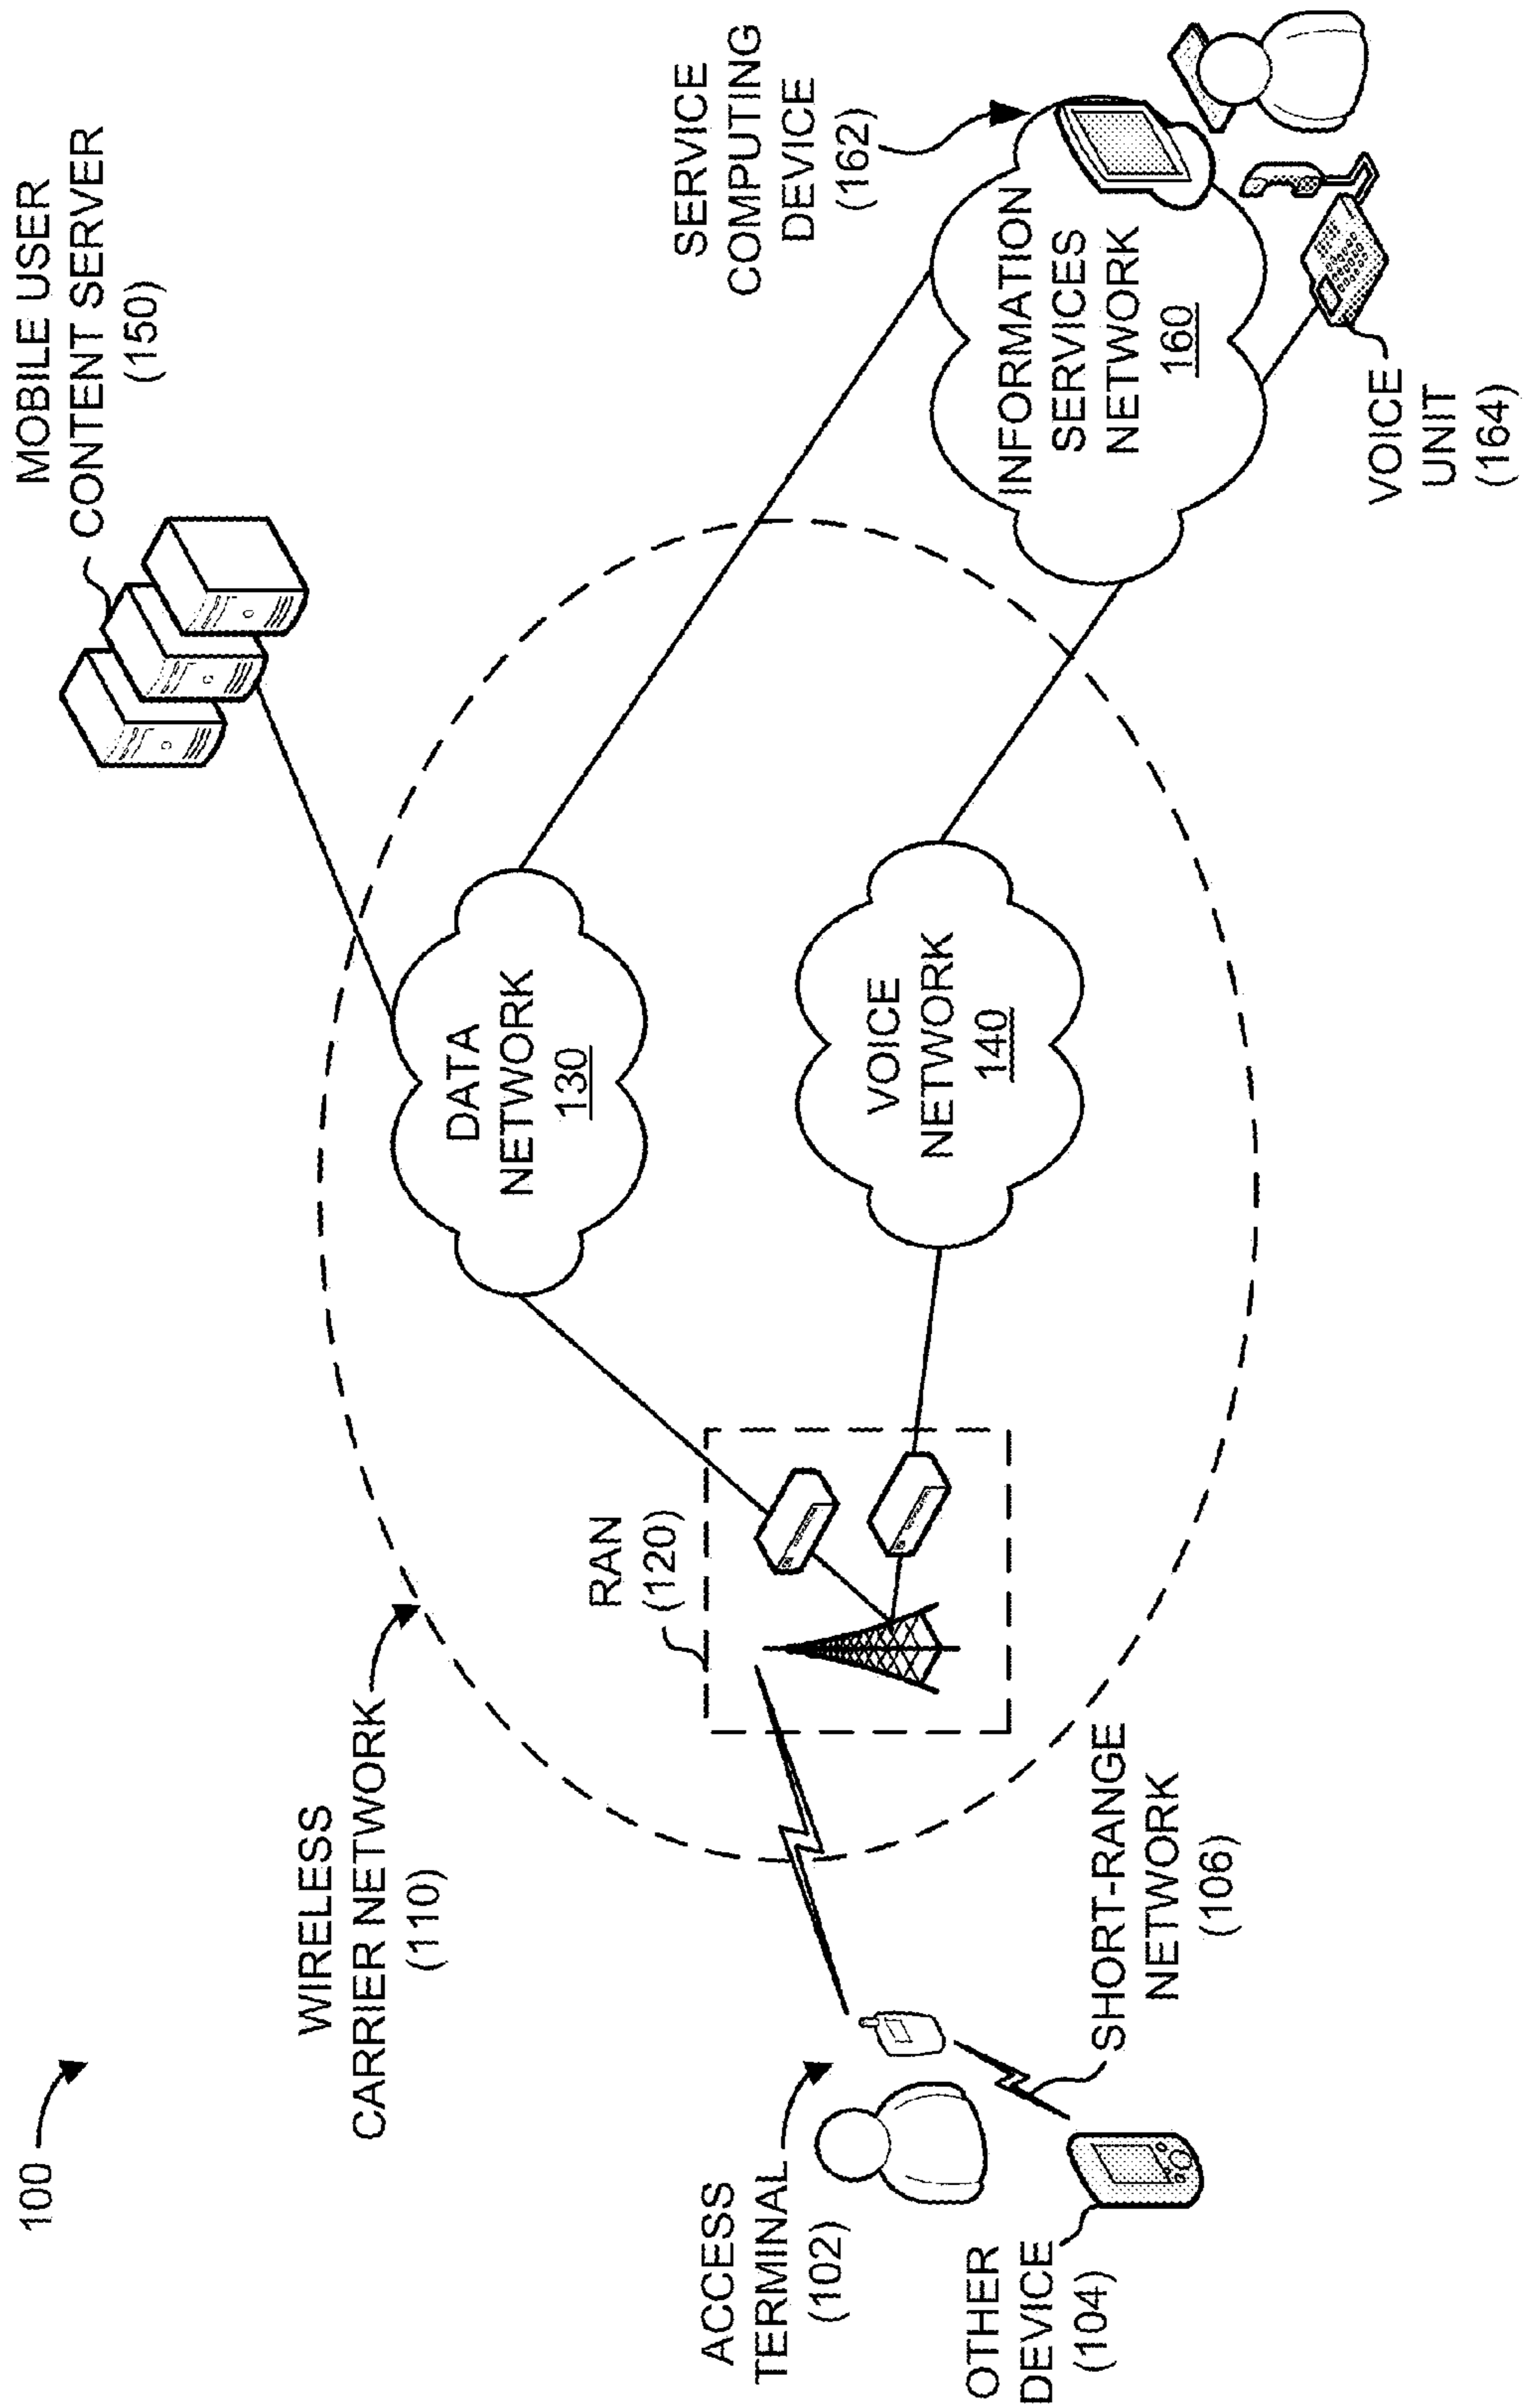 100
MOBILE USER
CONTENT SERVER
(150)
WIRELESS
CARRIER NETWORK
(110)
DATA
NETWORK
130
SERVICE
COMPUTING
DEVICE
(162)
RAN
(120)
ACCESS
TERMINAL
(102)
VOICE
NETWORK
140
INFORMATION
SERVICES
NETWORK
160
OTHER
DEVICE
(104)
SHORT-RANGE
NETWORK
(106)
VOICE
UNIT
(164)